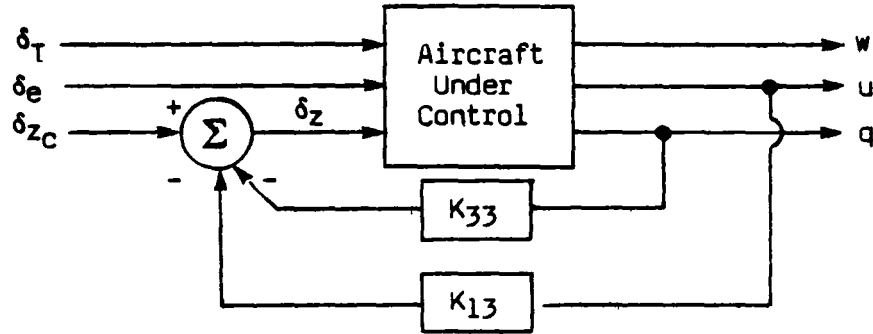 δT
δe
δzc
+
-
-
Σ
δz
Aircraft
Under
Control
w
u
q
K33
K13